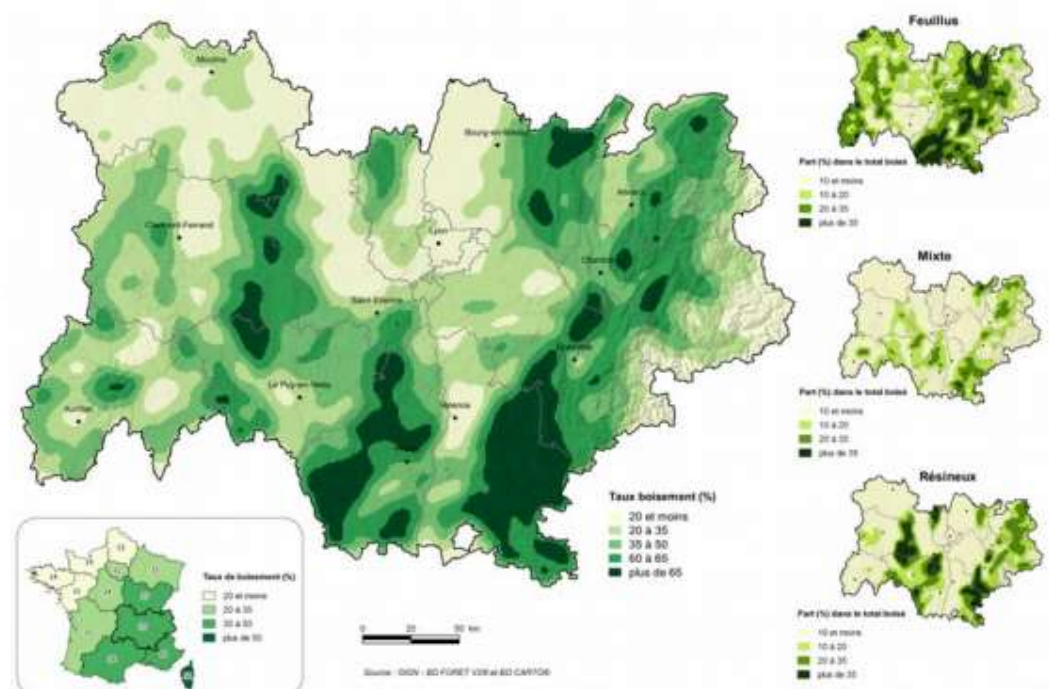 Moulins
Bourg-en-Bresse
Annecy
Clermont-Ferrand
Lyon
Chambéry
Saint-Etienne
Grenoble
Le Puy-en-Velay
Valence
Aurillac
Taux boisement (%)
20 et moins
20 à 35
35 à 50
60 à 65
plus de 65
Taux de boisement (%)
20 et moins
20 à 35
30 à 50
plus de 50
0 20 50 km
Feuillus
Part (%) dans le total boisé
10 et moins
10 à 20
20 à 35
plus de 35
Mixte
Part (%) dans le total boisé
10 et moins
10 à 20
20 à 35
plus de 35
Résineux
Part (%) dans le total boisé
10 et moins
10 à 20
20 à 35
plus de 35